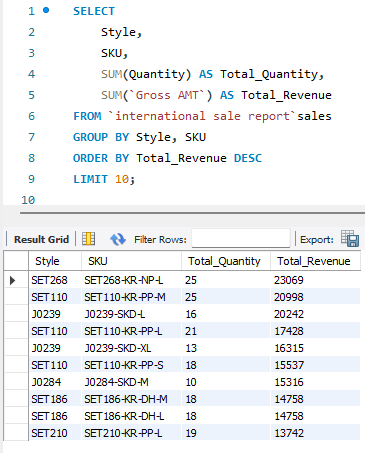 1 SELECT
2 Style,
3 SKU,
4 SUM(Quantity) AS Total_Quantity,
5 SUM(`Gross AMT`) AS Total_Revenue
6 FROM `international sale report`sales
7 GROUP BY Style, SKU
8 ORDER BY Total_Revenue DESC
9 LIMIT 10;
10
Result Grid Filter Rows: Export:
Style SKU Total_Quantity Total_Revenue
SET268 SET268-KR-NP-L 25 23069
SET110 SET110-KR-PP-M 25 20998
J0239 J0239-SKD-L 16 20242
SET110 SET110-KR-PP-L 21 17428
J0239 J0239-SKD-XL 13 16315
SET110 SET110-KR-PP-S 18 15537
J0284 J0284-SKD-M 10 15316
SET186 SET186-KR-DH-M 18 14758
SET186 SET186-KR-DH-L 18 14758
SET210 SET210-KR-PP-L 19 13742